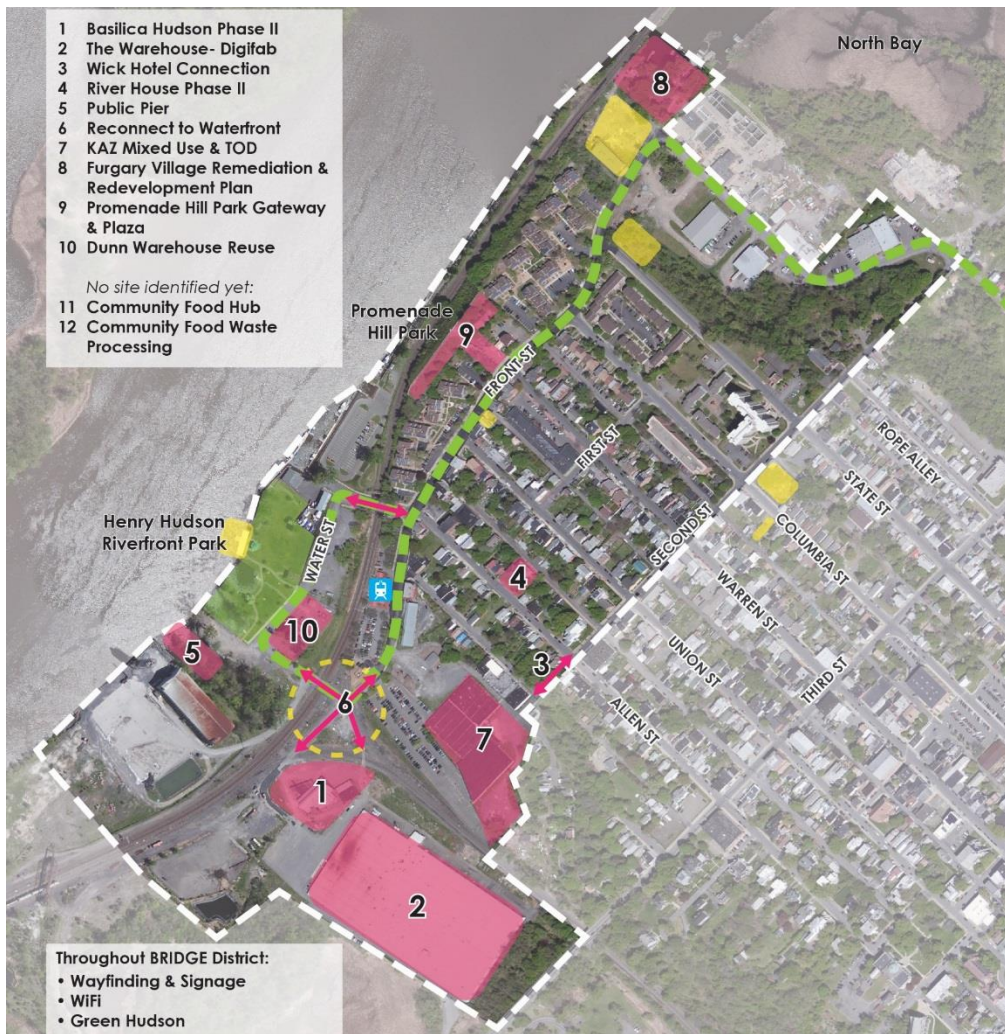 1 Basilica Hudson Phase II
2 The Warehouse- Digifab
3 Wick Hotel Connection
4 River House Phase II
5 Public Pier
6 Reconnect to Waterfront
7 KAZ Mixed Use & TOD
8 Furgary Village Remediation &
Redevelopment Plan
9 Promenade Hill Park Gateway
& Plaza
10 Dunn Warehouse Reuse
No site identified yet:
11 Community Food Hub
12 Community Food Waste
Processing
North Bay
8
Promenade
Hill Park
9
FRONT ST
FIRST ST
ROPE ALLEY
STATE ST
SECOND ST
COLUMBIA ST
Henry Hudson
Riverfront Park
WATER ST
4
WARREN ST
10
5
3
UNION ST
THIRD ST
ALLEN ST
6
7
1
2
Throughout BRIDGE District:
• Wayfinding & Signage
• WiFi
• Green Hudson